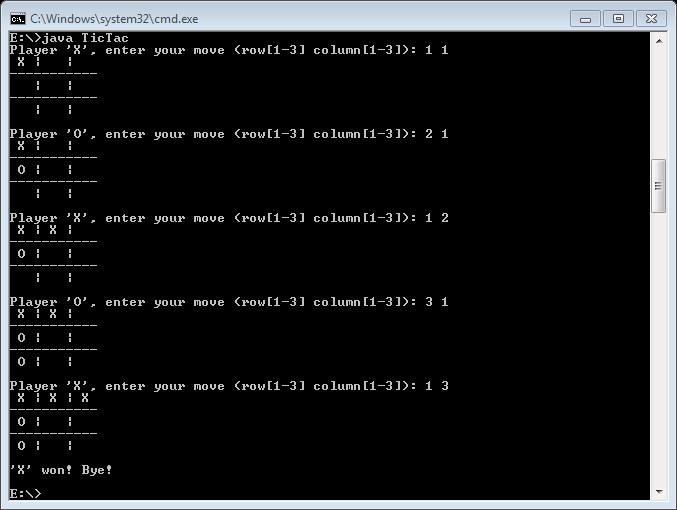 C:\Windows\system32\cmd.exe
E:\>java TicTac
Player 'X', enter your move (row[1-3] column[1-3]): 1 1
 X |   |
-----------
   |   |
-----------
   |   |
Player 'O', enter your move (row[1-3] column[1-3]): 2 1
 X |   |
-----------
 O |   |
-----------
   |   |
Player 'X', enter your move (row[1-3] column[1-3]): 1 2
 X | X |
-----------
 O |   |
-----------
   |   |
Player 'O', enter your move (row[1-3] column[1-3]): 3 1
 X | X |
-----------
 O |   |
-----------
 O |   |
Player 'X', enter your move (row[1-3] column[1-3]): 1 3
 X | X | X
-----------
 O |   |
-----------
 O |   |
'X' won! Bye!
E:\>